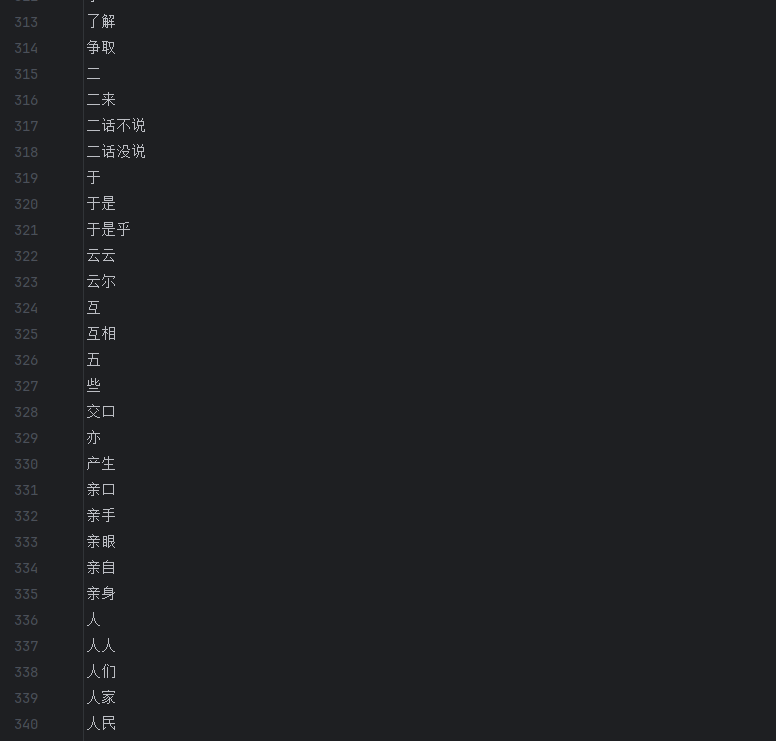 313 了解
314 争取
315 二
316 二来
317 二话不说
318 二话没说
319 于
320 于是
321 于是乎
322 云云
323 云尔
324 互
325 互相
326 五
327 些
328 交口
329 亦
330 产生
331 亲口
332 亲手
333 亲眼
334 亲自
335 亲身
336 人
337 人人
338 人们
339 人家
340 人民